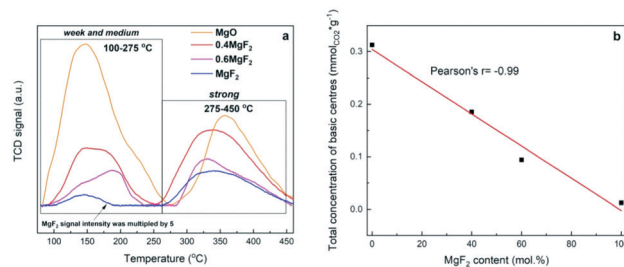 a
week and medium
100-275 °C
MgO
0.4MgF2
0.6MgF2
MgF2
strong
275-450 °C
MgF2 signal intensity was multipled by 5
TCD signal (a.u.)
100 150 200 250 300 350 400 450
Temperature (°C)
b
Pearson's r= -0.99
Total concentration of basic centres (mmolCO2*g-1)
0.3
0.2
0.1
0.0
0 20 40 60 80 100
MgF2 content (mol.%)